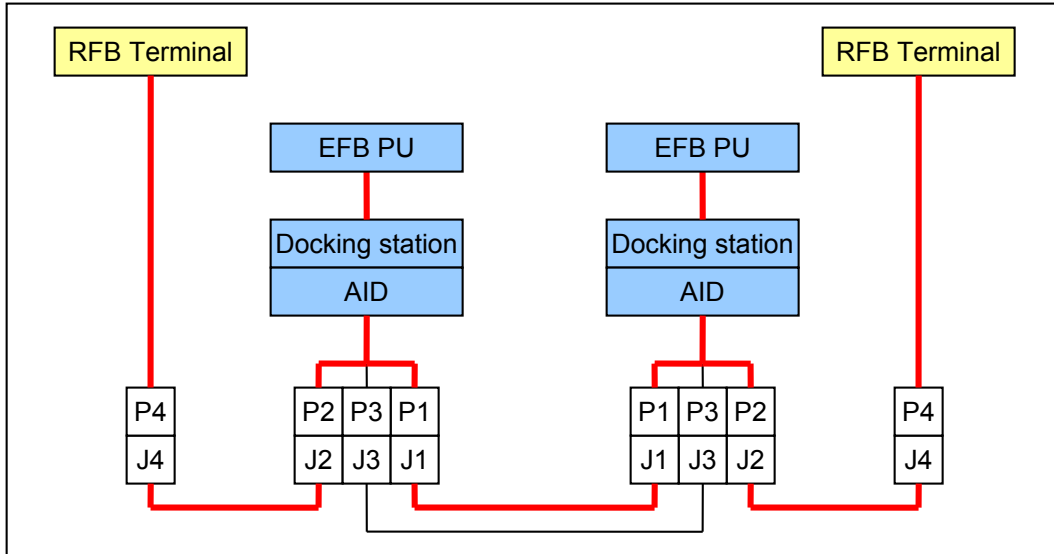 RFB Terminal
RFB Terminal
EFB PU
EFB PU
Docking station
Docking station
AID
AID
P4
P2 P3 P1
P1 P3 P2
P4
J4
J2 J3 J1
J1 J3 J2
J4